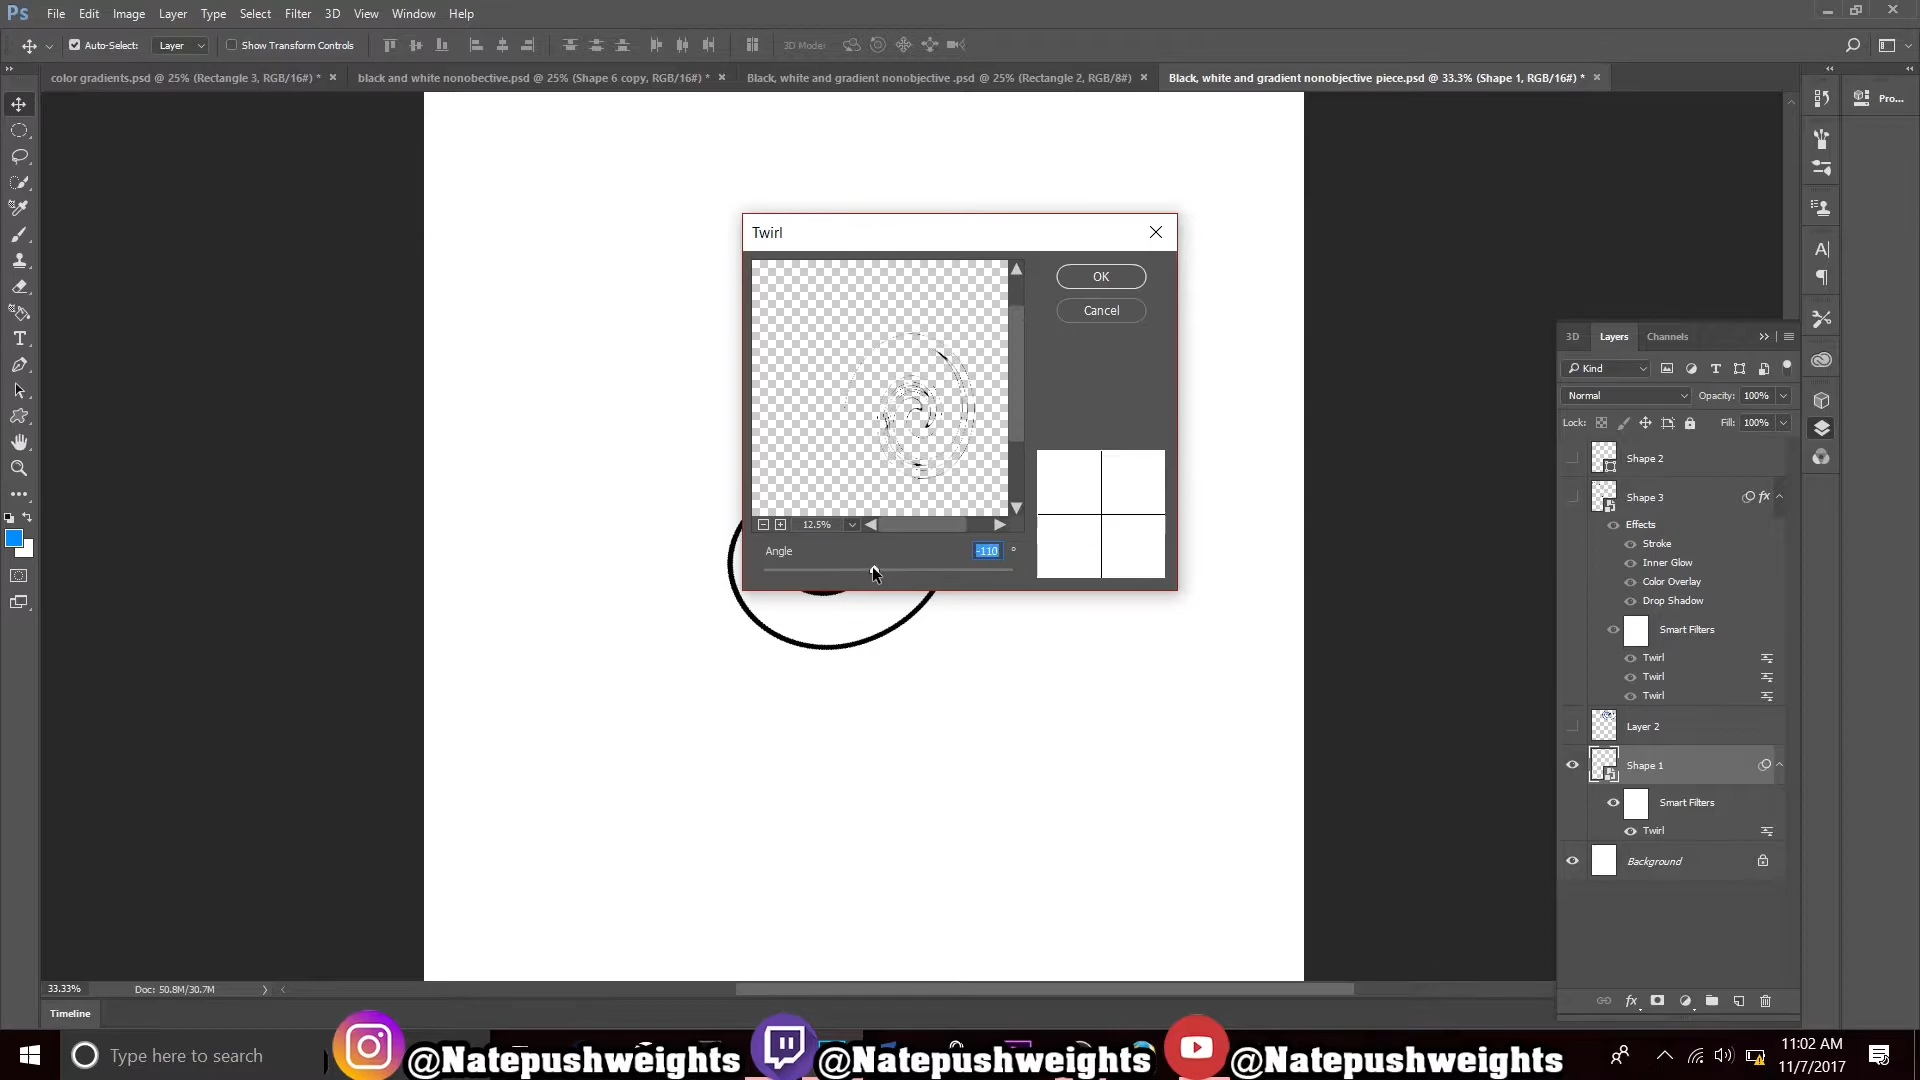 Ps File Edit Image Layer Type Select Filter 3D View Window Help
Auto-Select: Layer Show Transform Controls 3D Mode:
color gradients.psd @ 25% (Rectangle 3, RGB/16#) * × black and white nonobective.psd @ 25% (Shape 6 copy, RGB/16#) * × Black, white and gradient nonobjective .psd @ 25% (Rectangle 2, RGB/8#) × Black, white and gradient nonobjective piece.psd @ 33.3% (Shape 1, RGB/16#) * ×
Pro...
Twirl
OK
Cancel
12.5%
Angle -110 °
3D Layers Channels
Kind
Normal Opacity: 100%
Lock: Fill: 100%
Shape 2
Shape 3 fx
Effects
Stroke
Inner Glow
Color Overlay
Drop Shadow
Smart Filters
Twirl
Twirl
Twirl
Layer 2
Shape 1
Smart Filters
Twirl
Background
fx
33.33% Doc: 50.8M/30.7M
Timeline
Type here to search
@Natepushweights @Natepushweights @Natepushweights
11:02 AM
11/7/2017